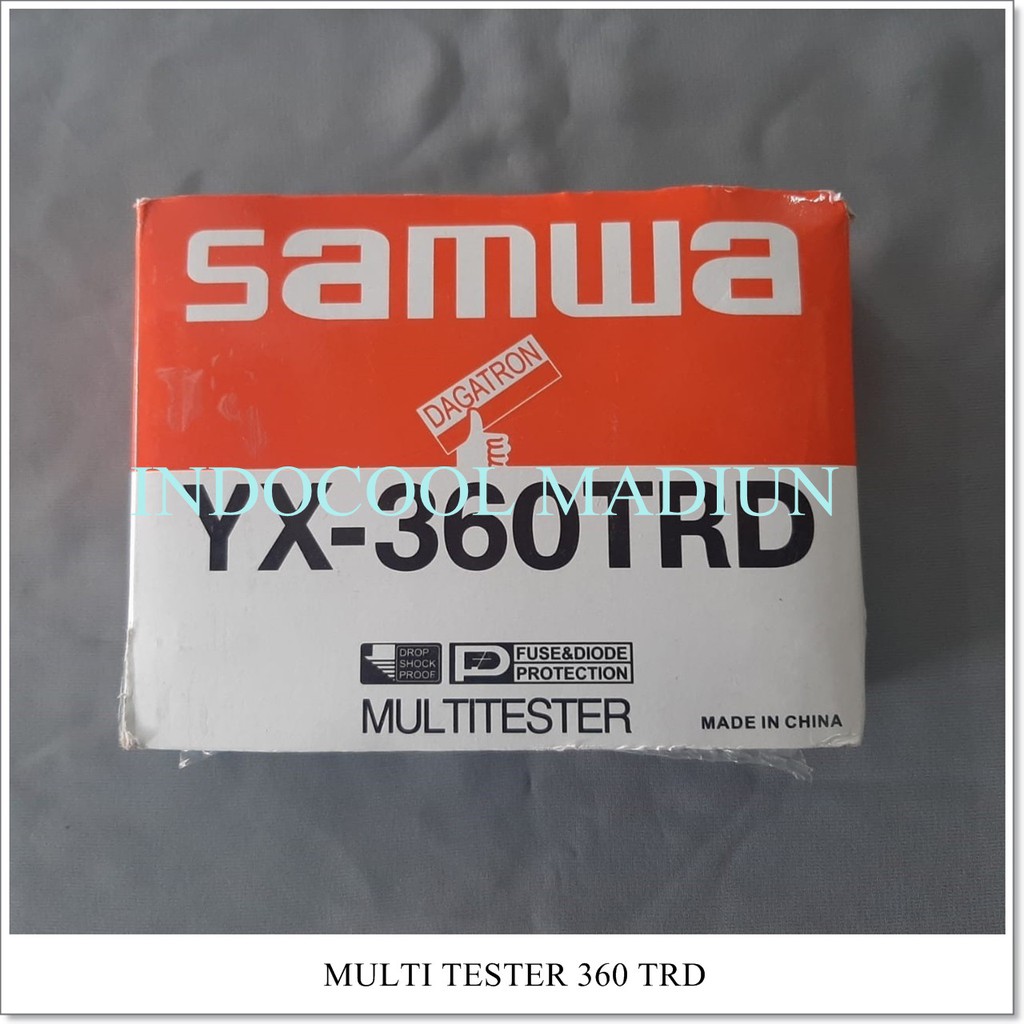 samwa
DAGATRON
INDOCOOL MADIUN
YX-360TRD
DROP
SHOCK
PROOF
P
FUSE&DIODE
PROTECTION
MULTITESTER
MADE IN CHINA
MULTI TESTER 360 TRD